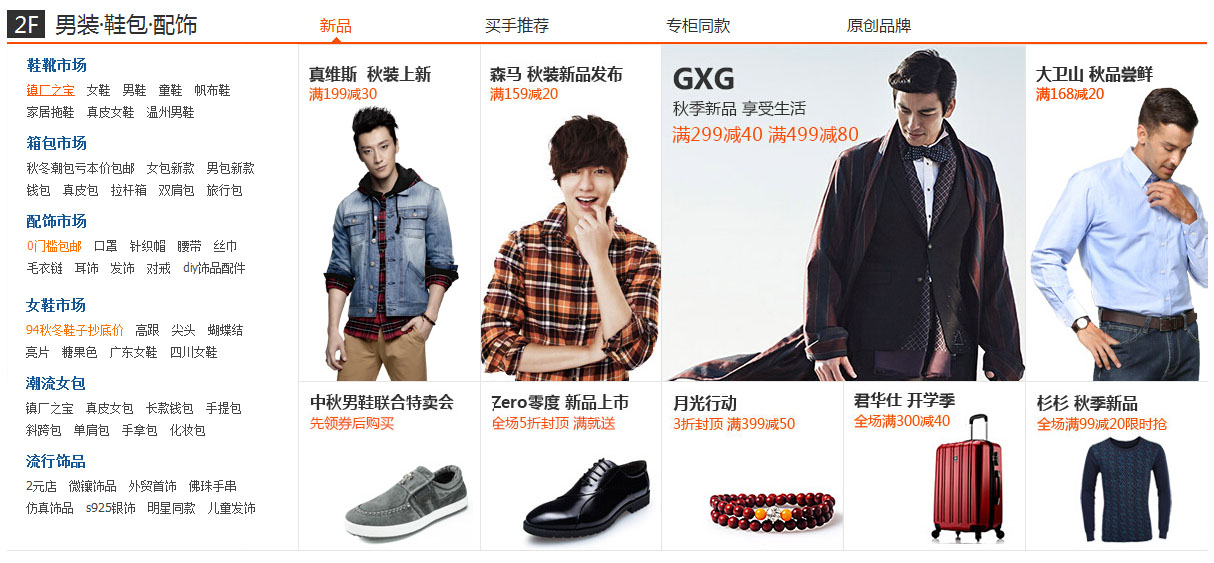 2F 男装·鞋包·配饰
新品 买手推荐 专柜同款 原创品牌
鞋靴市场
镇厂之宝 女鞋 男鞋 童鞋 帆布鞋
家居拖鞋 真皮女鞋 温州男鞋
箱包市场
秋冬潮包亏本价包邮 女包新款 男包新款
钱包 真皮包 拉杆箱 双肩包 旅行包
配饰市场
0门槛包邮 口罩 针织帽 腰带 丝巾
毛衣链 耳饰 发饰 对戒 diy饰品配件
女鞋市场
94秋冬鞋子抄底价 高跟 尖头 蝴蝶结
亮片 糖果色 广东女鞋 四川女鞋
潮流女包
镇厂之宝 真皮女包 长款钱包 手提包
斜跨包 单肩包 手拿包 化妆包
流行饰品
2元店 微镶饰品 外贸首饰 佛珠手串
仿真饰品 s925银饰 明星同款 儿童发饰
真维斯 秋装上新
满199减30
森马 秋装新品发布
满159减20
GXG
秋季新品 享受生活
满299减40 满499减80
大卫山 秋品尝鲜
满168减20
中秋男鞋联合特卖会
先领券后购买
Zero零度 新品上市
全场5折封顶 满就送
月光行动
3折封顶 满399减50
君华仕 开学季
全场满300减40
杉杉 秋季新品
全场满99减20限时抢